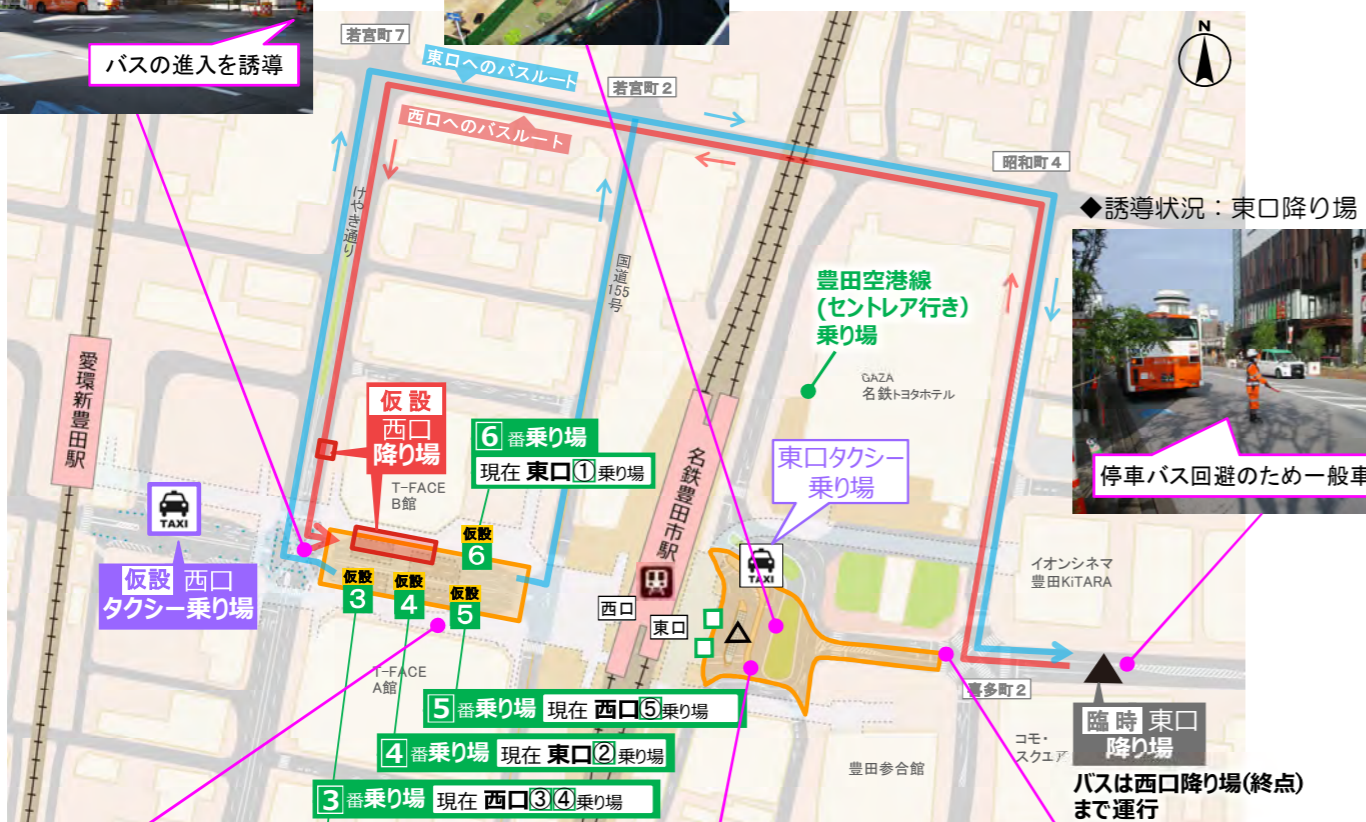 バスの進入を誘導
若宮町7
東口へのバスルート
若宮町2
西口へのバスルート
昭和町4
N
けやき通り
国道155号
◆誘導状況：東口降り場
豊田空港線
(セントレア行き)
乗り場
GAZA
名鉄トヨタホテル
愛環新豊田駅
仮設
西口
降り場
T-FACE
B館
6番乗り場
現在 東口①乗り場
名鉄豊田市駅
東口タクシー
乗り場
停車バス回避のため一般車
TAXI
仮設 西口
タクシー乗り場
仮設
6
仮設
3
仮設
4
仮設
5
TAXI
西口
東口
イオンシネマ
豊田KiTARA
T-FACE
A館
喜多町2
5番乗り場 現在 西口⑤乗り場
4番乗り場 現在 東口②乗り場
3番乗り場 現在 西口③④乗り場
豊田参合館
コモ・
スクエア
臨時 東口
降り場
バスは西口降り場(終点)
まで運行